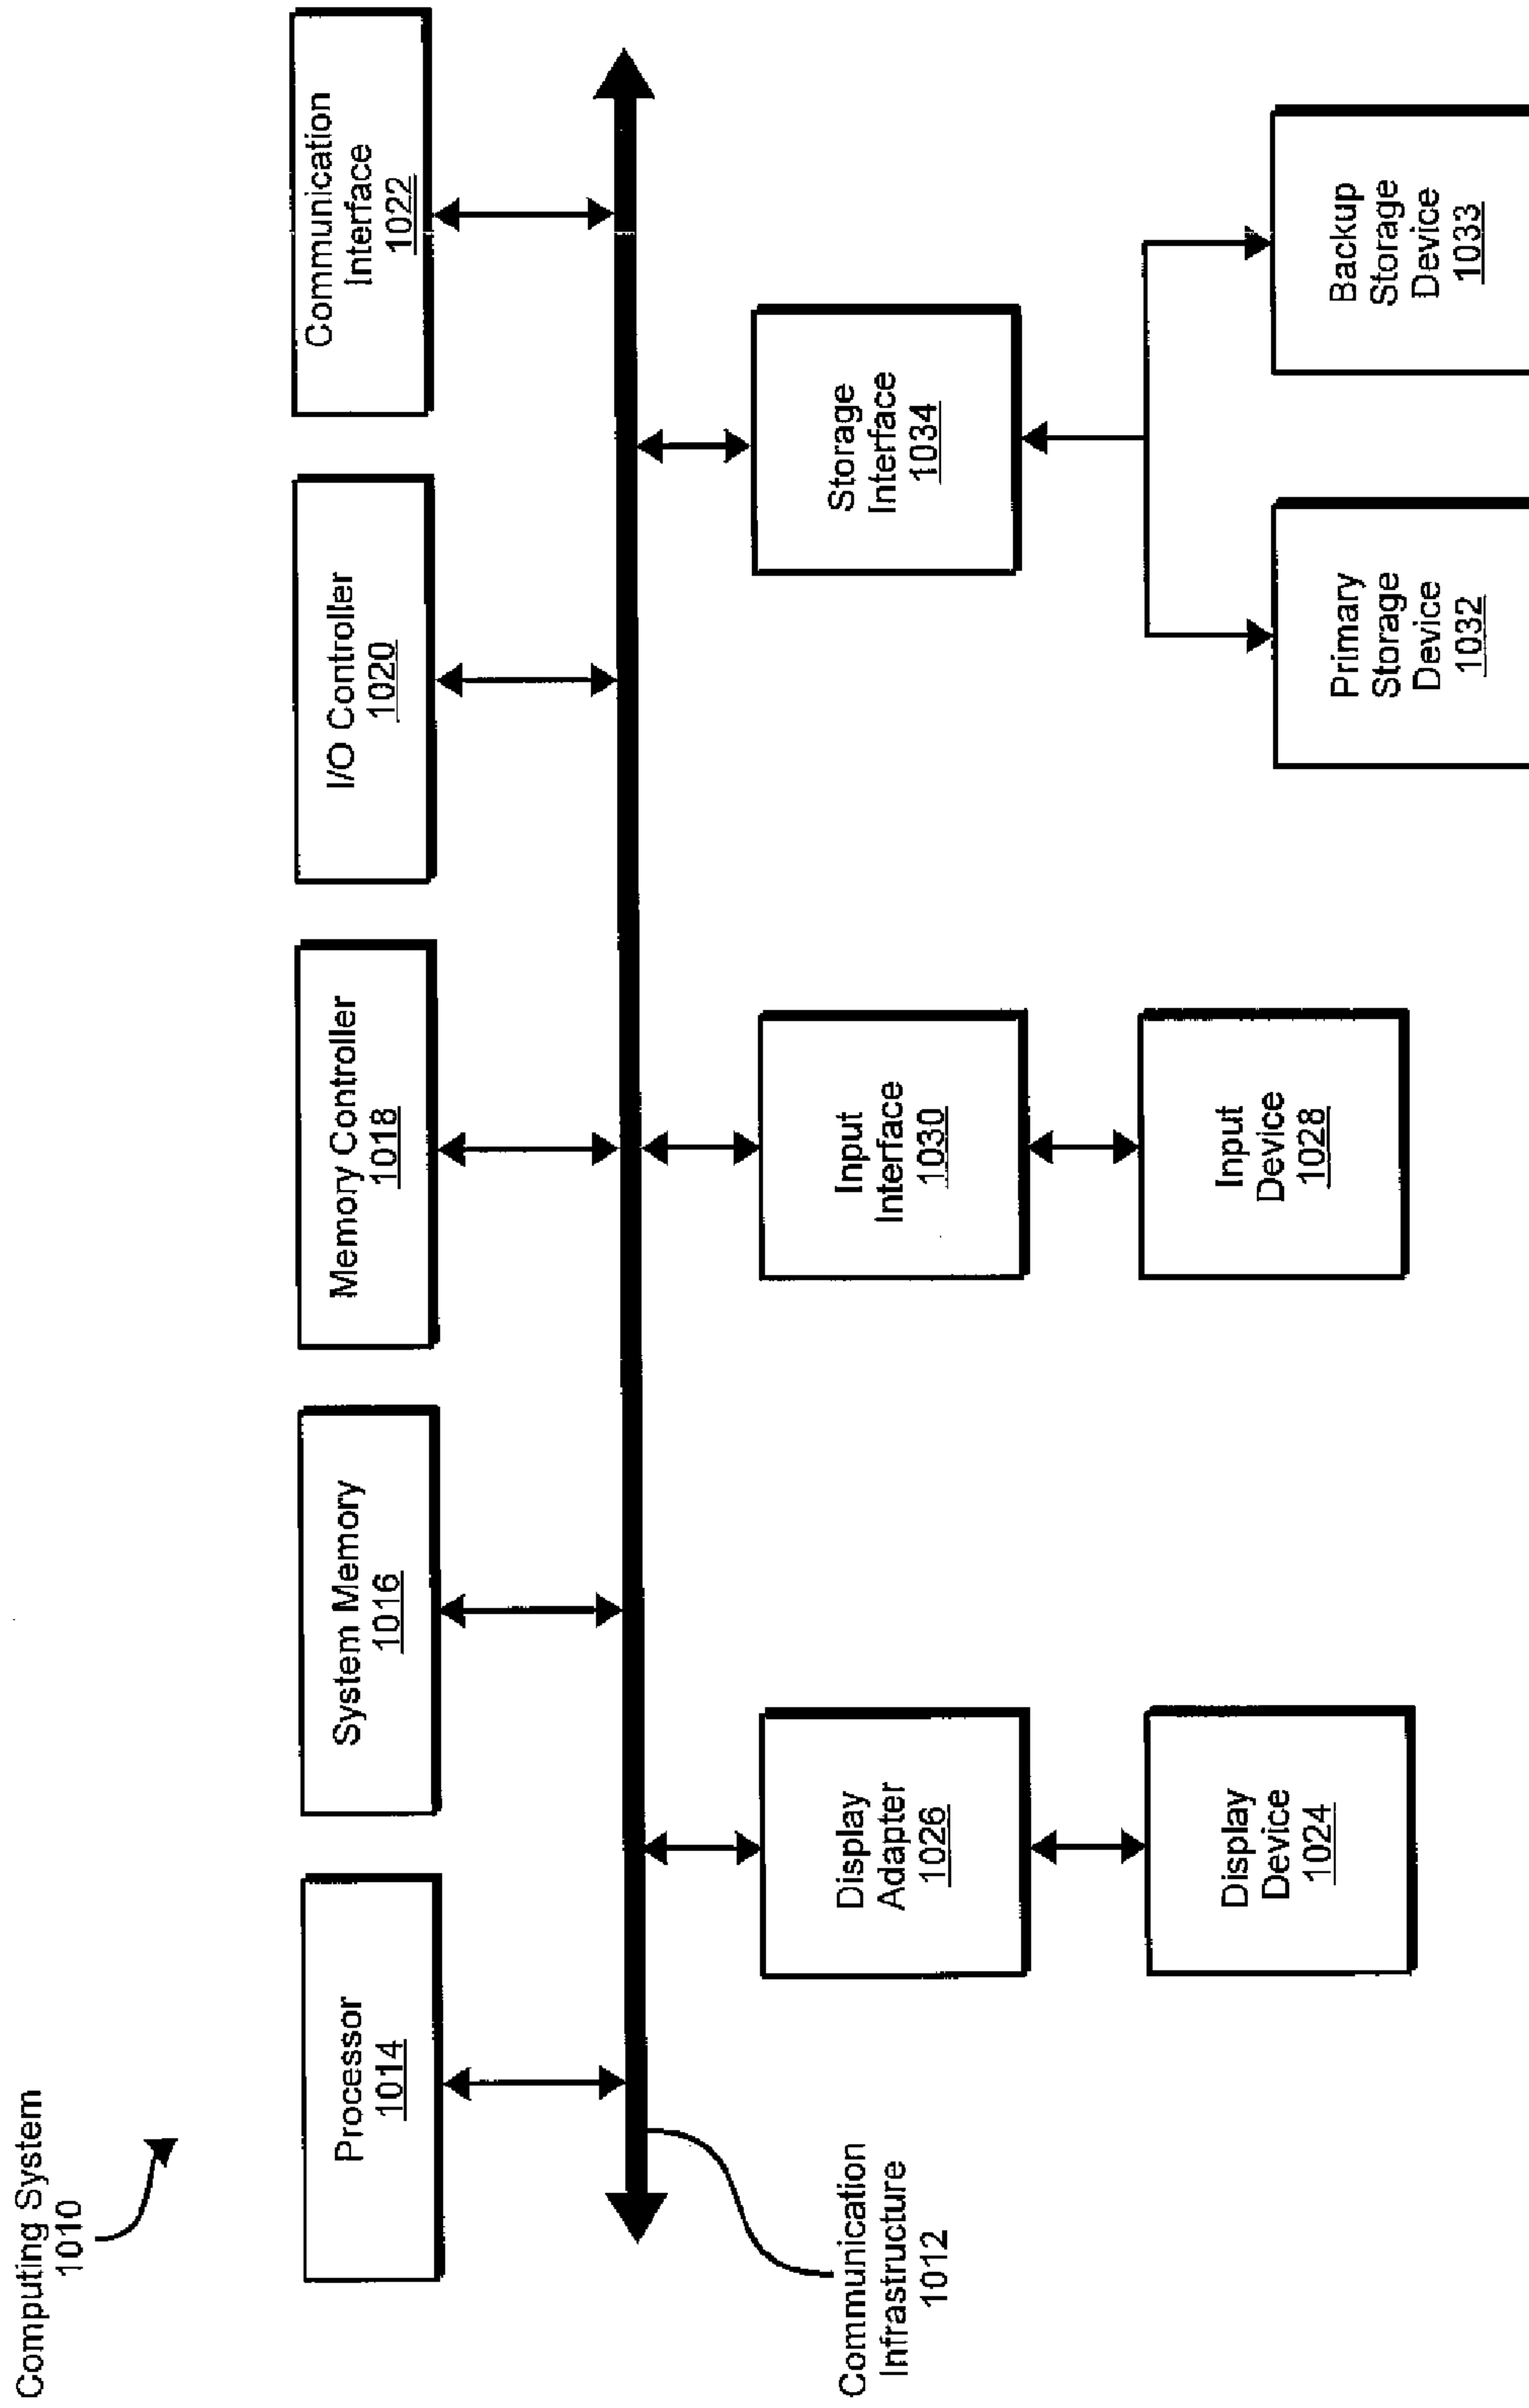 Computing System
1010
Processor
1014
System Memory
1016
Memory Controller
1018
I/O Controller
1020
Communication
Interface
1022
Communication
Infrastructure
1012
Display
Adapter
1026
Input
Interface
1030
Storage
Interface
1034
Display
Device
1024
Input
Device
1028
Primary
Storage
Device
1032
Backup
Storage
Device
1033